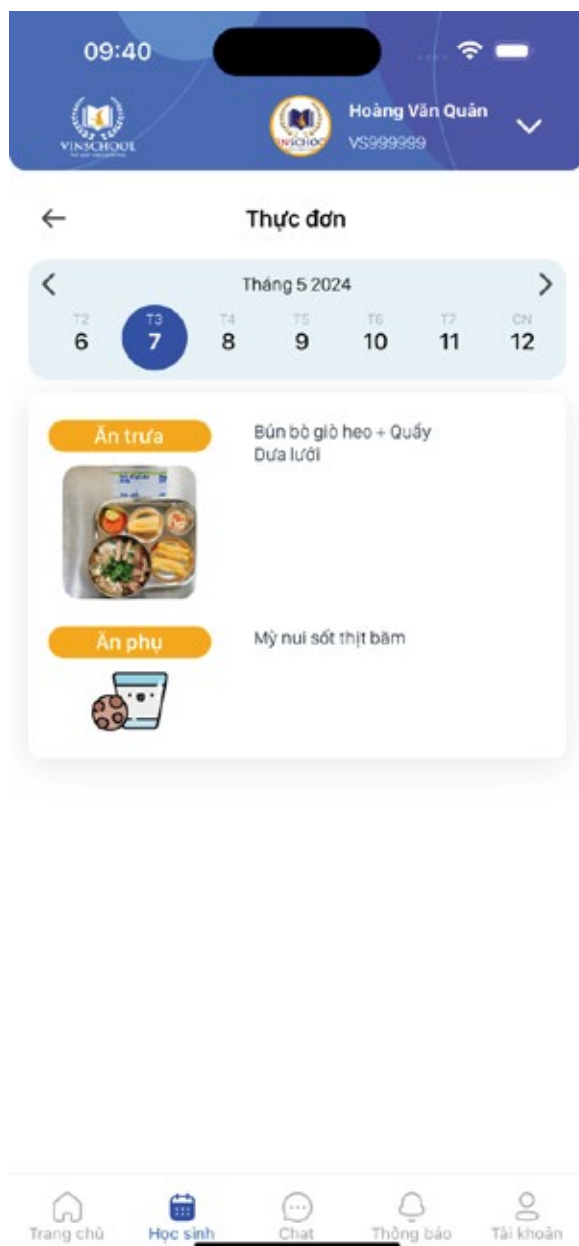 09:40
VINSCHOOL
Hoàng Văn Quân
VS999999
Thực đơn
Tháng 5 2024
T2 T3 T4 T5 T6 T7 CN
6 7 8 9 10 11 12
Ăn trưa
Bún bò giò heo + Quẩy
Dưa lưới
Ăn phụ
Mỳ nui sốt thịt băm
Trang chủ
Học sinh
Chat
Thông báo
Tài khoản